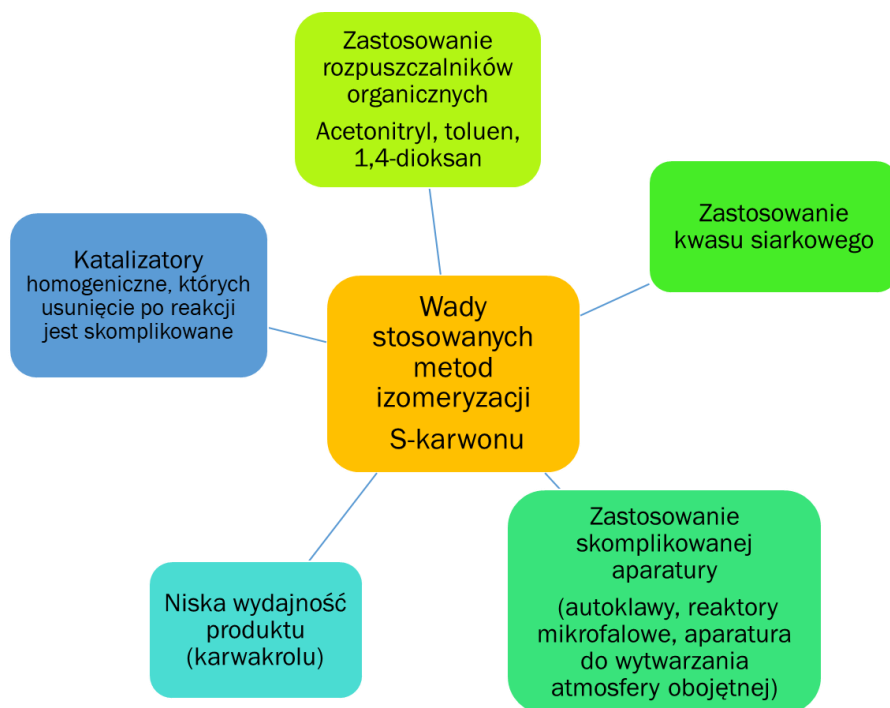 Zastosowanie
rozpuszczalników
organicznych
Acetonitryl, toluen,
1,4-dioksan
Zastosowanie
kwasu siarkowego
Katalizatory
homogeniczne, których
usunięcie po reakcji
jest skomplikowane
Wady
stosowanych
metod
izomeryzacji
S-karwonu
Zastosowanie
skomplikowanej
aparatury
(autoklawy, reaktory
mikrofalowe, aparatura
do wytwarzania
atmosfery obojętnej)
Niska wydajność
produktu
(karwakrolu)